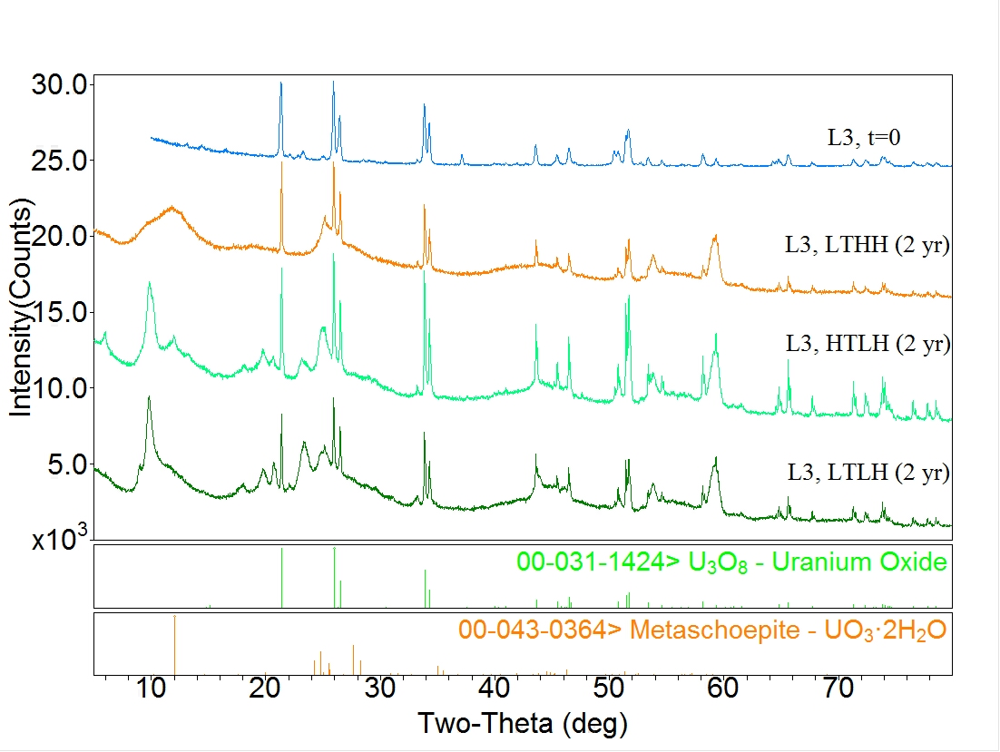 30.0
25.0
20.0
15.0
10.0
5.0
x10³
Intensity(Counts)
L3, t=0
L3, LTHH (2 yr)
L3, HTLH (2 yr)
L3, LTLH (2 yr)
00-031-1424> U₃O₈ - Uranium Oxide
00-043-0364> Metaschoepite - UO₃·2H₂O
10 20 30 40 50 60 70
Two-Theta (deg)